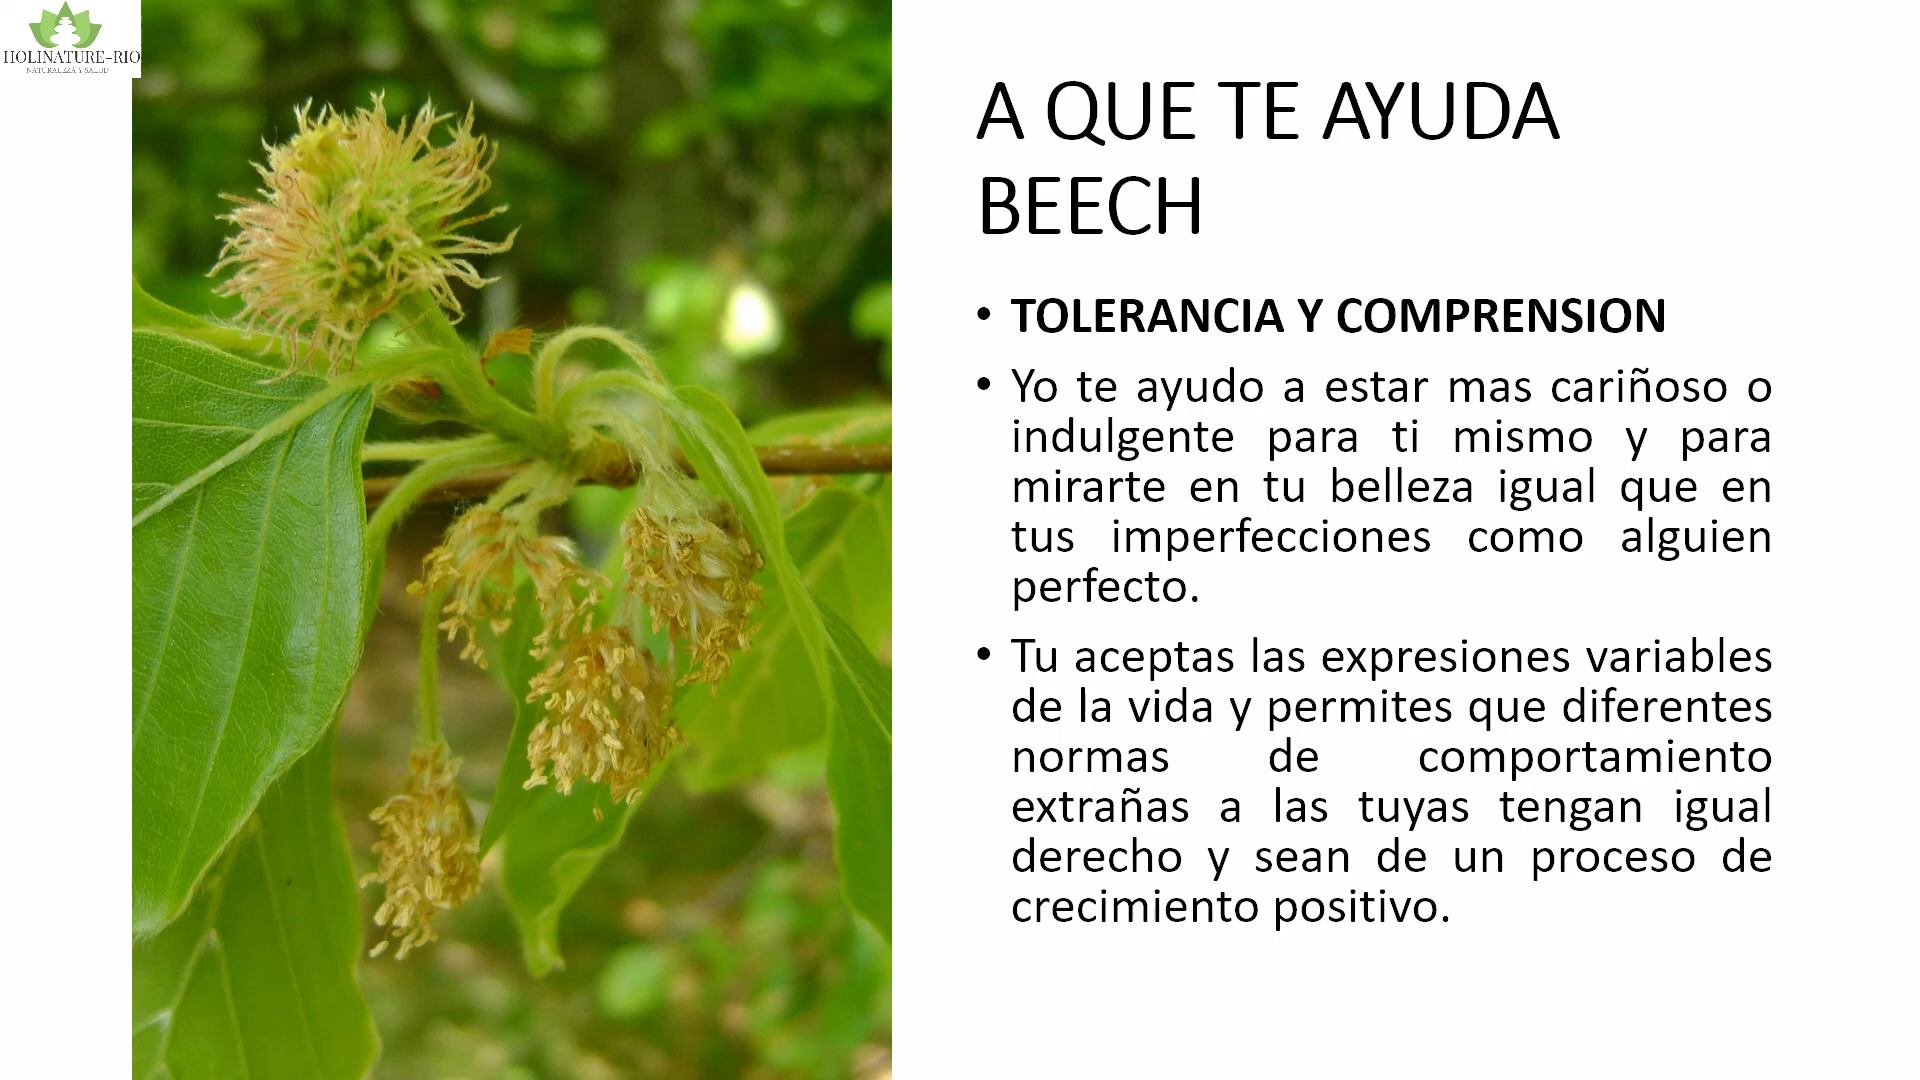 HOLINATURE-RIO
NATURALEZA Y SALUD
A QUE TE AYUDA
BEECH
• TOLERANCIA Y COMPRENSION
• Yo te ayudo a estar mas cariñoso o
indulgente para ti mismo y para
mirarte en tu belleza igual que en
tus imperfecciones como alguien
perfecto.
• Tu aceptas las expresiones variables
de la vida y permites que diferentes
normas de comportamiento
extrañas a las tuyas tengan igual
derecho y sean de un proceso de
crecimiento positivo.